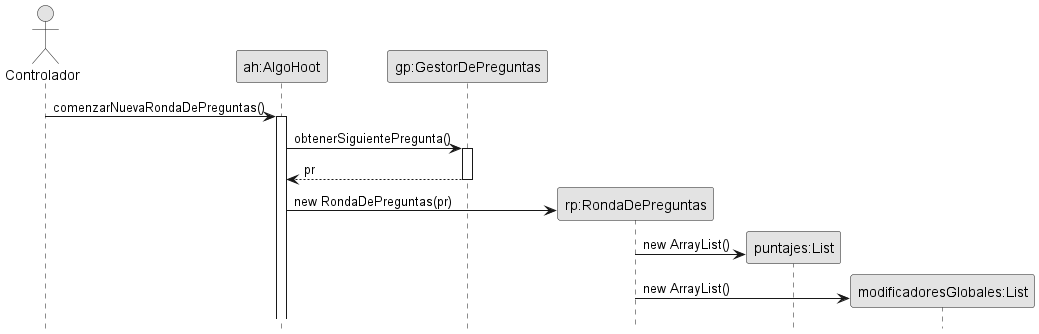 Controlador
ah:AlgoHoot
gp:GestorDePreguntas
comenzarNuevaRondaDePreguntas()
obtenerSiguientePregunta()
pr
new RondaDePreguntas(pr)
rp:RondaDePreguntas
new ArrayList()
puntajes:List
new ArrayList()
modificadoresGlobales:List